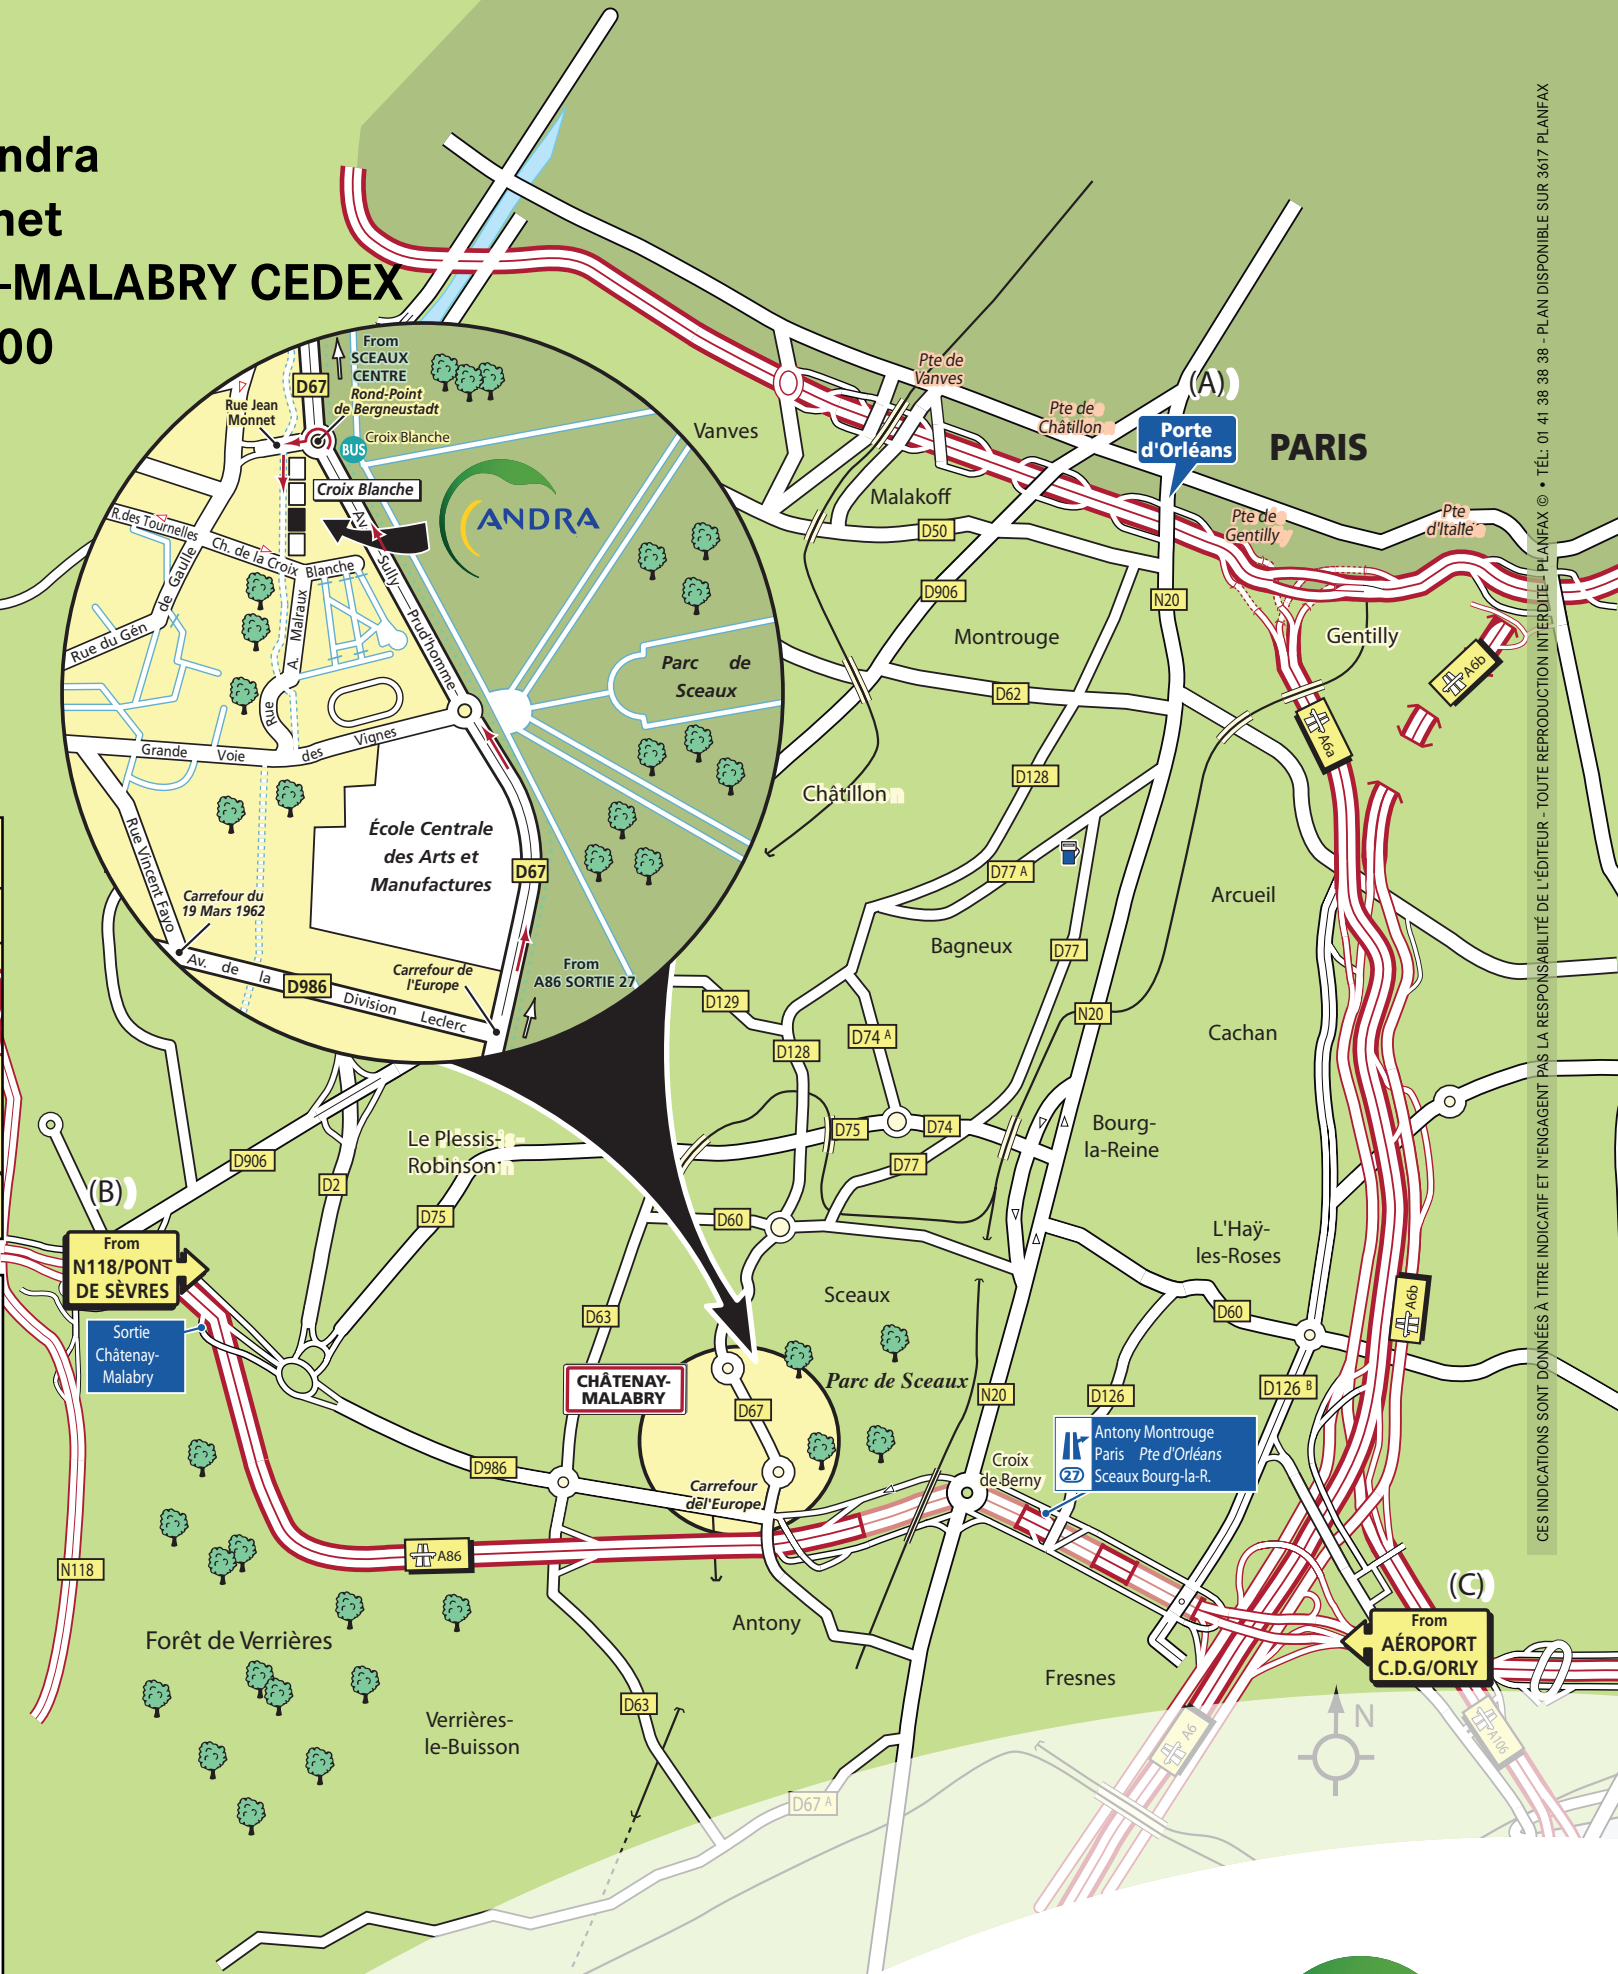 ndra
net
-MALABRY CEDEX
00
From
SCEAUX
CENTRE
D67
Rond-Point
de Bergneustadt
Rue Jean
Monnet
BUS
Croix Blanche
Croix Blanche
ANDRA
R.des Tournelles
Ch. de la Croix Blanche
Av. Sully Prud'homme
Rue du Gén de Gaulle
Rue A. Malraux
Parc de
Sceaux
Grande Voie des Vignes
École Centrale
des Arts et
Manufactures
D67
Rue Vincent Fayo
Carrefour du
19 Mars 1962
Av. de la Division Leclerc
D986
Carrefour de
l'Europe
From
A86 SORTIE 27
Pte de
Vanves
(A)
Pte de
Châtillon
Porte
d'Orléans
PARIS
Vanves
Malakoff
D50
Pte de
Gentilly
Pte
d'Italie
D906
N20
Montrouge
Gentilly
A6b
D62
A6a
D128
Châtillon
D77 A
Arcueil
Bagneux
D77
D129
N20
Cachan
D128
D74 A
D75
D74
Bourg-
la-Reine
Le Plessis-
Robinson
D906
D77
D2
(B)
D75
D60
L'Haÿ-
les-Roses
From
N118/PONT
DE SÈVRES
Sortie
Châtenay-
Malabry
Sceaux
D63
D60
A6b
CHÂTENAY-
MALABRY
Parc de Sceaux
D67
N20
D126
D126 B
Antony Montrouge
Paris Pte d'Orléans
27 Sceaux Bourg-la-R.
Croix
de Berny
D986
Carrefour
de l'Europe
A86
N118
(C)
From
AÉROPORT
C.D.G/ORLY
Antony
Forêt de Verrières
Fresnes
D63
Verrières-
le-Buisson
N
A6
A106
D67 A
CES INDICATIONS SONT DONNÉES À TITRE INDICATIF ET N'ENGAGENT PAS LA RESPONSABILITÉ DE L'ÉDITEUR - TOUTE REPRODUCTION INTERDITE - PLANFAX © • TÉL: 01 41 38 38 38 - PLAN DISPONIBLE SUR 3617 PLANFAX